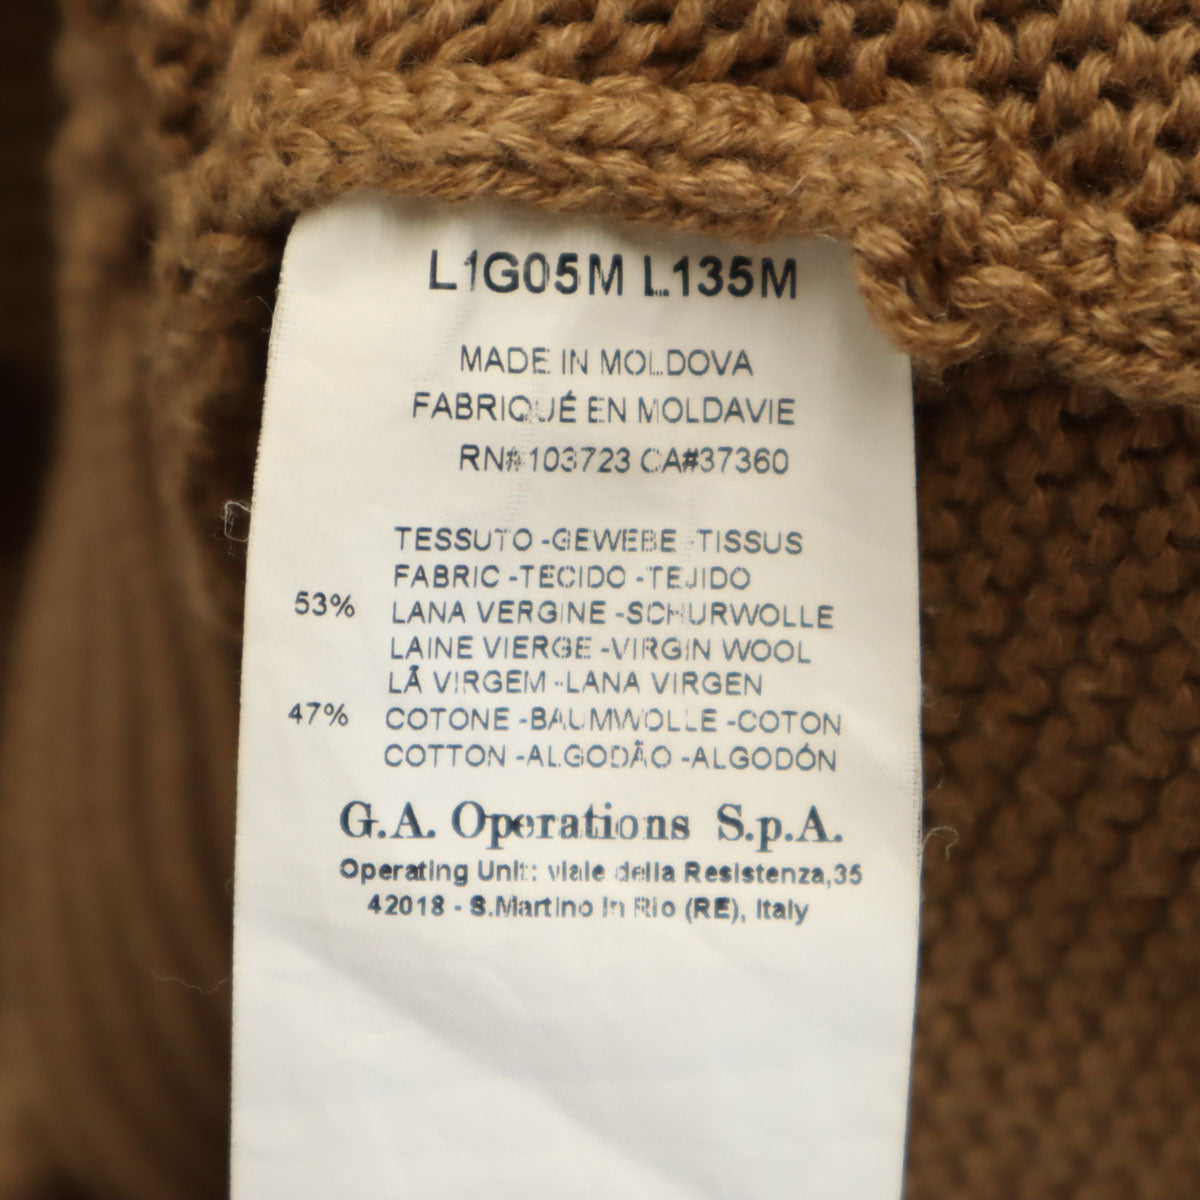 L1G05M L135M
MADE IN MOLDOVA
FABRIQUÉ EN MOLDAVIE
RN#103723 CA#37360
TESSUTO -GEWEBE -TISSUS
FABRIC -TECIDO -TEJIDO
53% LANA VERGINE -SCHURWOLLE
LAINE VIERGE -VIRGIN WOOL
LÃ VIRGEM -LANA VIRGEN
47% COTONE -BAUMWOLLE -COTON
COTTON -ALGODÃO -ALGODÓN
G.A. Operations S.p.A.
Operating Unit: viale della Resistenza,35
42018 - S.Martino in Rio (RE), Italy